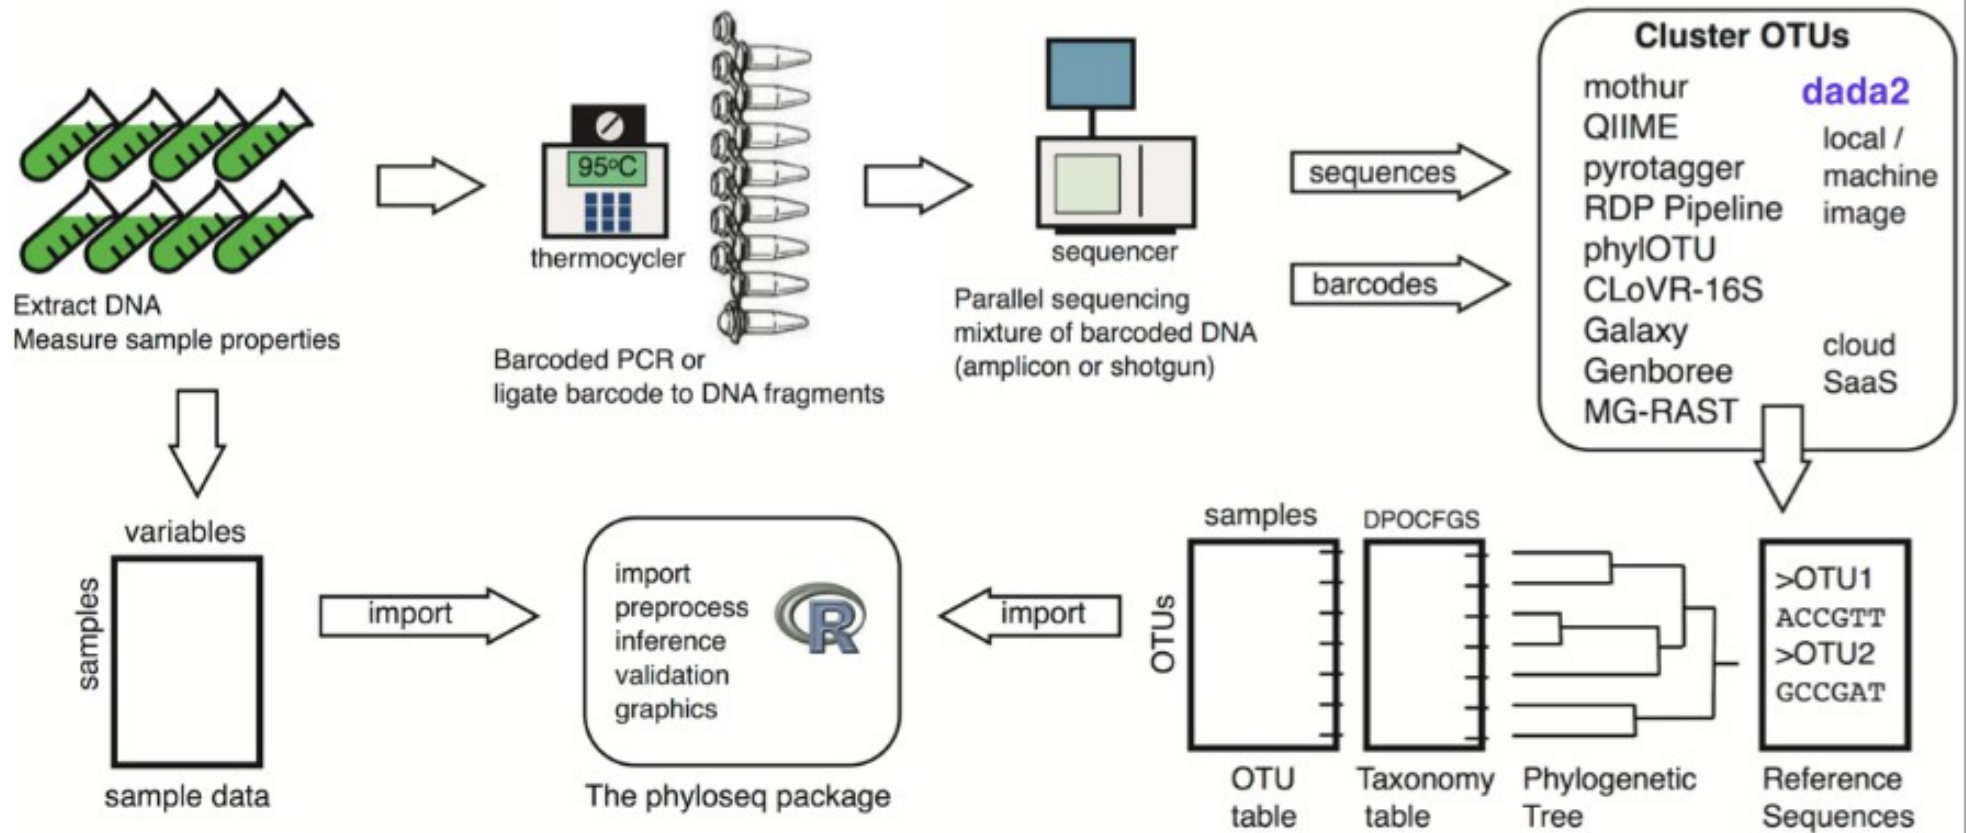 Extract DNA
Measure sample properties
95ºC
thermocycler
Barcoded PCR or
ligate barcode to DNA fragments
sequencer
Parallel sequencing
mixture of barcoded DNA
(amplicon or shotgun)
sequences
barcodes
Cluster OTUs
mothur
QIIME
pyrotagger
RDP Pipeline
phylOTU
CLoVR-16S
Galaxy
Genboree
MG-RAST
dada2
local /
machine
image
cloud
SaaS
variables
samples
sample data
import
import
preprocess
inference
validation
graphics
R
The phyloseq package
import
samples
OTUs
OTU
table
DPOCFGS
Taxonomy
table
Phylogenetic
Tree
>OTU1
ACCGTT
>OTU2
GCCGAT
Reference
Sequences